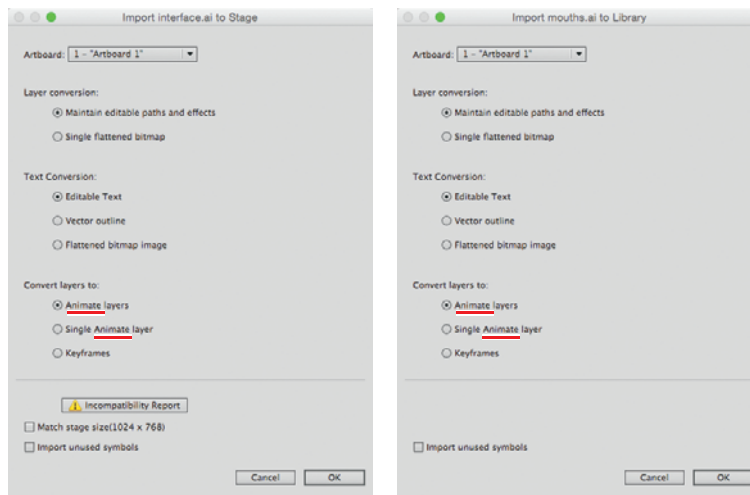 Import interface.ai to Stage
Artboard: 1 - "Artboard 1"
Layer conversion:
Maintain editable paths and effects
Single flattened bitmap
Text Conversion:
Editable Text
Vector outline
Flattened bitmap image
Convert layers to:
Animate layers
Single Animate layer
Keyframes
Incompatibility Report
Match stage size(1024 x 768)
Import unused symbols
Cancel OK
Import mouths.ai to Library
Artboard: 1 - "Artboard 1"
Layer conversion:
Maintain editable paths and effects
Single flattened bitmap
Text Conversion:
Editable Text
Vector outline
Flattened bitmap image
Convert layers to:
Animate layers
Single Animate layer
Keyframes
Import unused symbols
Cancel OK